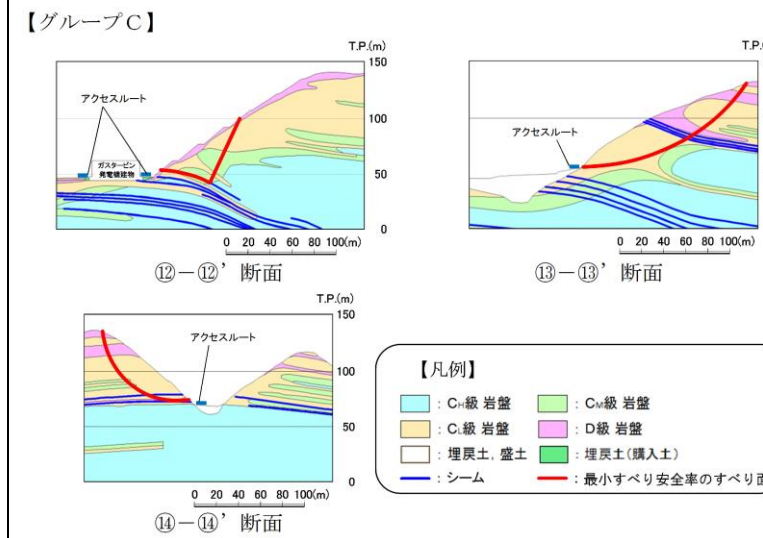 【グループC】
T.P.(m)
150
100
50
0
アクセスルート
ガスタービン
発電機建物
0 20 40 60 80 100(m)
⑫-⑫’断面
T.P.(
アクセスルート
0 20 40 60 80 100(m)
⑬-⑬’断面
T.P.(m)
150
100
50
0
アクセスルート
0 20 40 60 80 100(m)
⑭-⑭’断面
【凡例】
：CH級 岩盤
：CM級 岩盤
：CL級 岩盤
：D級 岩盤
：埋戻土，盛土
：埋戻土(購入土)
：シーム
：最小すべり安全率のすべり面